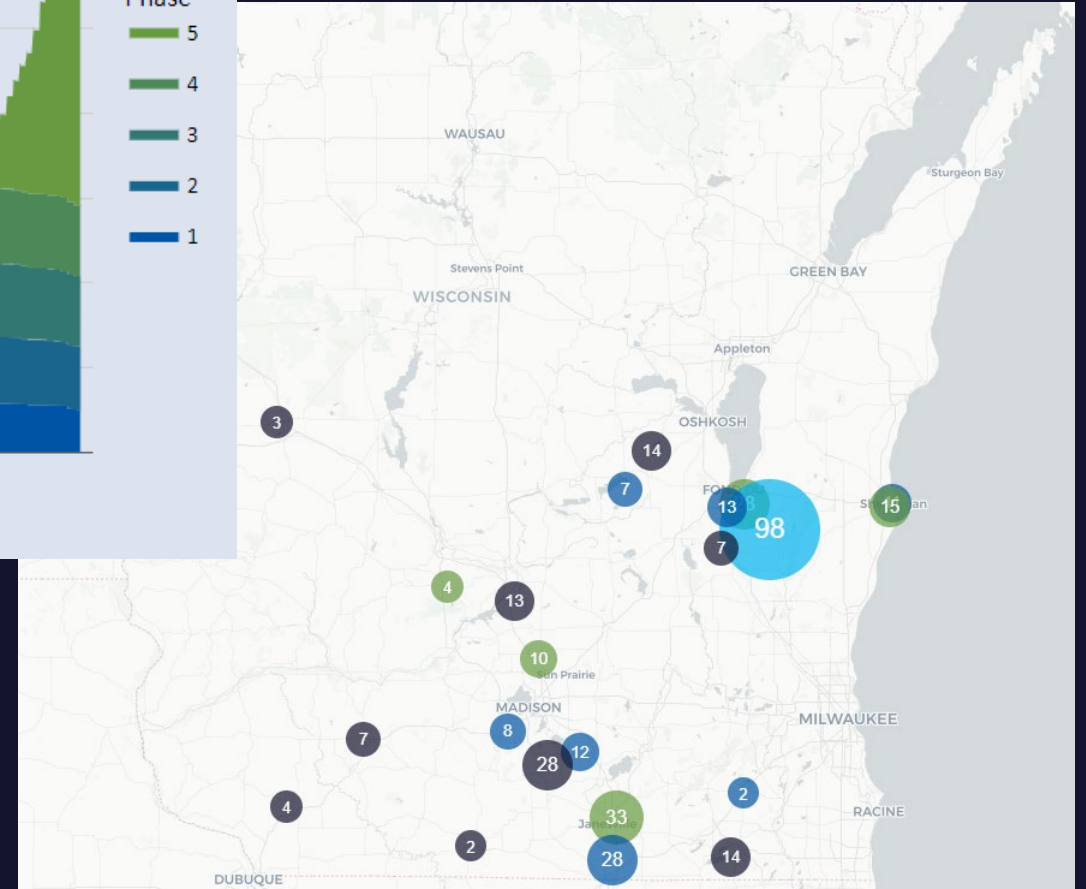 Phase
5
4
3
2
1
WAUSAU
Sturgeon Bay
Stevens Point
GREEN BAY
WISCONSIN
Appleton
3
OSHKOSH
14
7
13
98
15
7
4
13
10
Sun Prairie
MADISON
8
MILWAUKEE
7
12
28
2
4
33
RACINE
Janesville
2
28
14
DUBUQUE